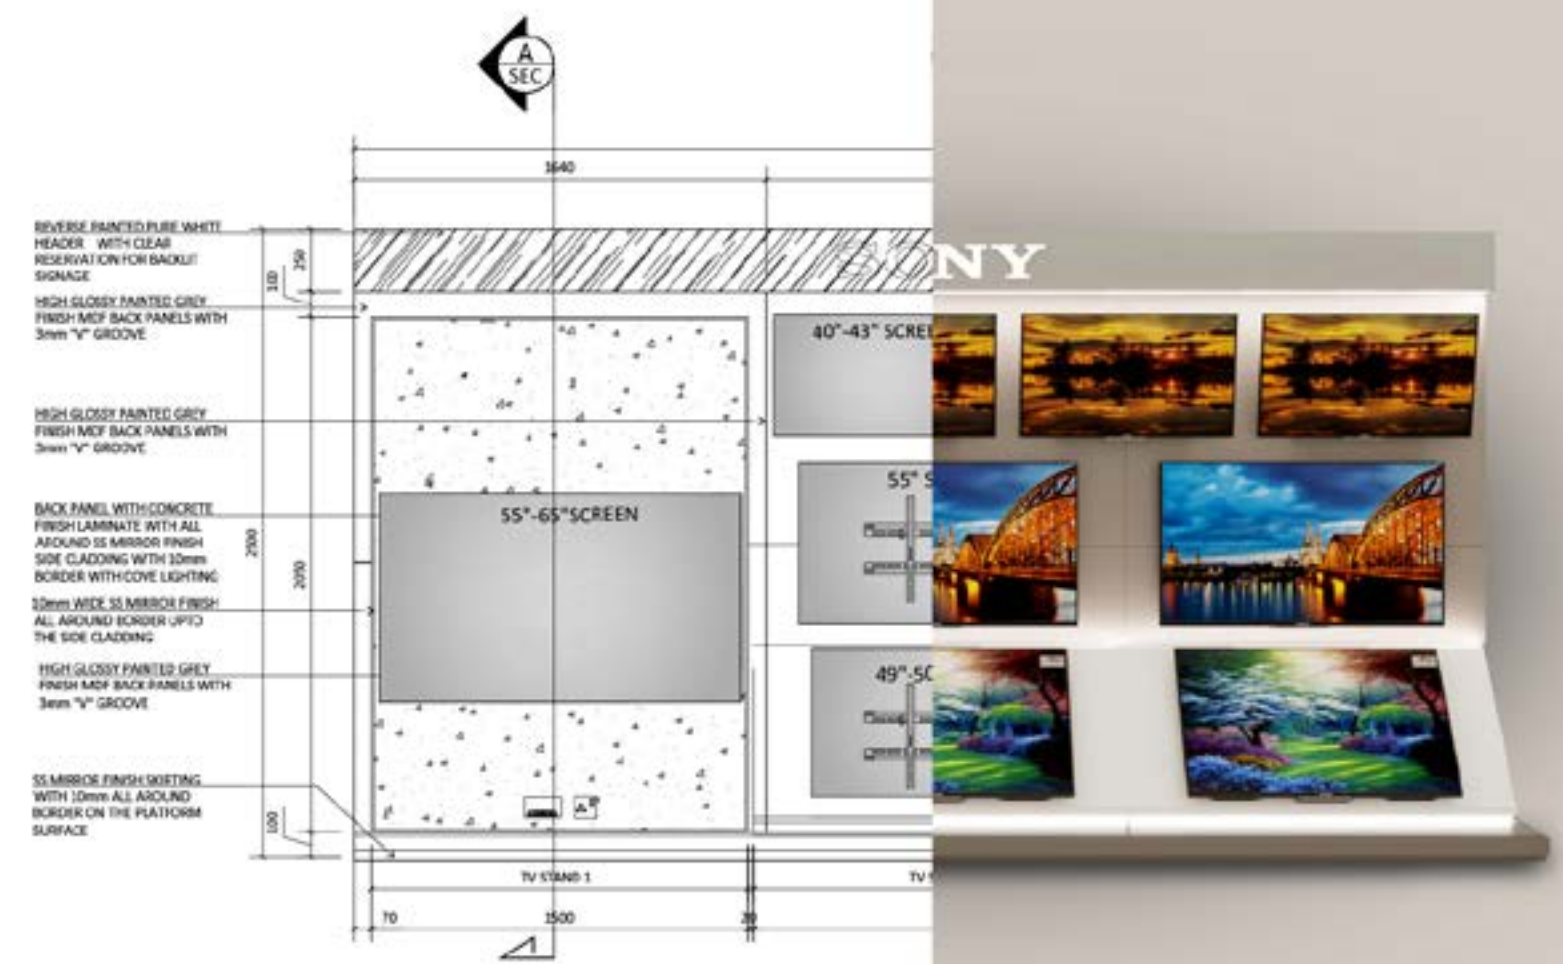 A
SEC
1640
REVERSE PAINTED PURE WHITE
HEADER WITH CLEAR
RESERVATION FOR BACKLIT
SIGNAGE
250
100
SONY
HIGH GLOSSY PAINTED GREY
FINISH MDF BACK PANELS WITH
3mm "V" GROOVE
40"-43" SCREE
HIGH GLOSSY PAINTED GREY
FINISH MDF BACK PANELS WITH
3mm "V" GROOVE
55" S
BACK PANEL WITH CONCRETE
FINISH LAMINATE WITH ALL
AROUND SS MIRROR FINISH
SIDE CLADDING WITH 10mm
BORDER WITH COVE LIGHTING
55"-65"SCREEN
2500
2050
10mm WIDE SS MIRROR FINISH
ALL AROUND BORDER UPTO
THE SIDE CLADDING
HIGH GLOSSY PAINTED GREY
FINISH MDF BACK PANELS WITH
3mm "V" GROOVE
49"-50
SS MIRROR FINISH SKIRTING
WITH 10mm ALL AROUND
BORDER ON THE PLATFORM
SURFACE
100
TV STAND 1
TV S
70
1500
20